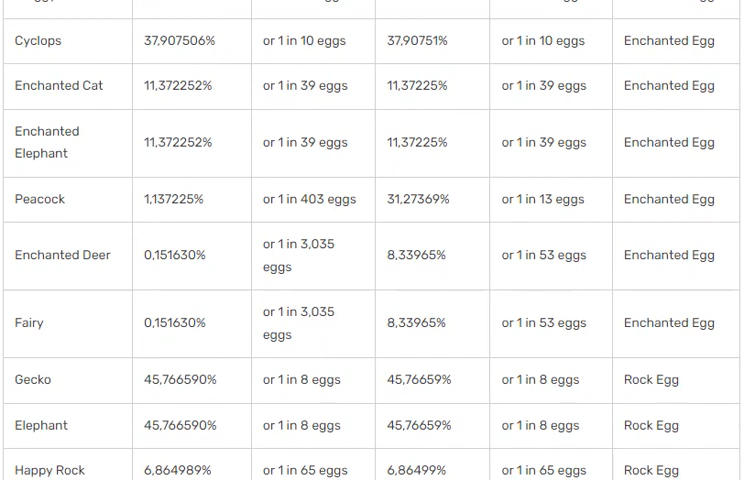 Cyclops 37,907506% or 1 in 10 eggs 37,90751% or 1 in 10 eggs Enchanted Egg
Enchanted Cat 11,372252% or 1 in 39 eggs 11,37225% or 1 in 39 eggs Enchanted Egg
Enchanted
Elephant 11,372252% or 1 in 39 eggs 11,37225% or 1 in 39 eggs Enchanted Egg
Peacock 1,137225% or 1 in 403 eggs 31,27369% or 1 in 13 eggs Enchanted Egg
Enchanted Deer 0,151630% or 1 in 3,035
eggs 8,33965% or 1 in 53 eggs Enchanted Egg
Fairy 0,151630% or 1 in 3,035
eggs 8,33965% or 1 in 53 eggs Enchanted Egg
Gecko 45,766590% or 1 in 8 eggs 45,76659% or 1 in 8 eggs Rock Egg
Elephant 45,766590% or 1 in 8 eggs 45,76659% or 1 in 8 eggs Rock Egg
Happy Rock 6,864989% or 1 in 65 eggs 6,86499% or 1 in 65 eggs Rock Egg